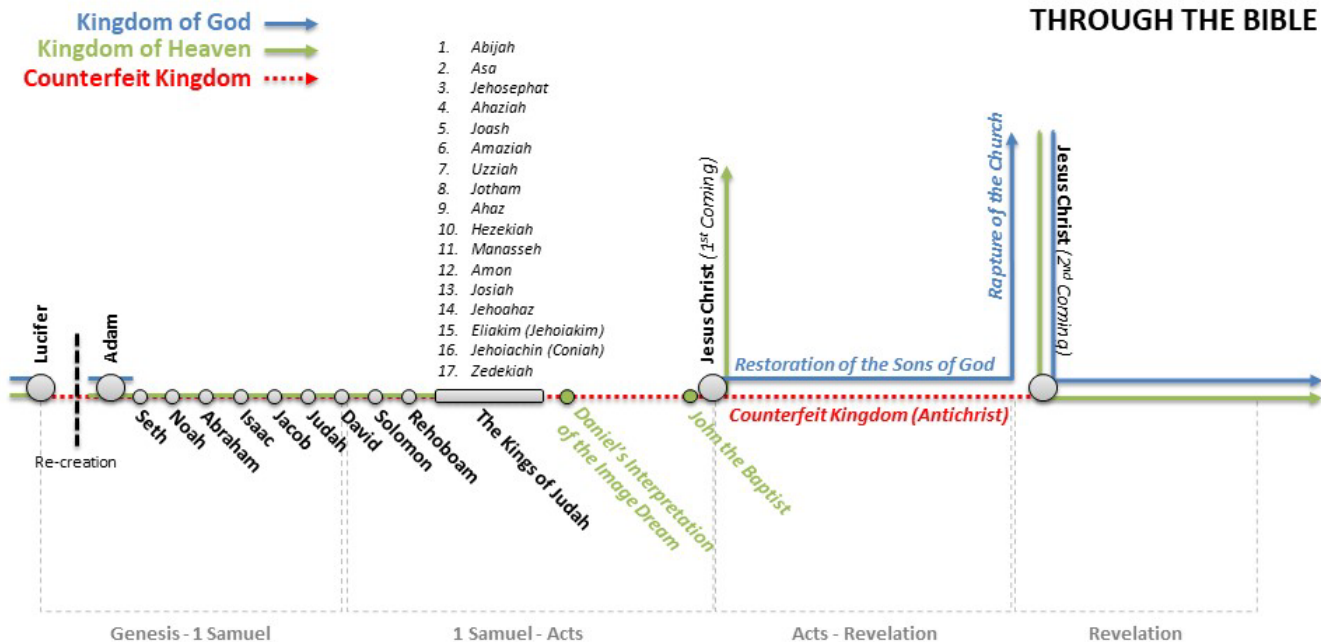 THROUGH THE BIBLE
Kingdom of God
Kingdom of Heaven
Counterfeit Kingdom
1. Abijah
2. Asa
3. Jehosephat
4. Ahaziah
5. Joash
6. Amaziah
7. Uzziah
8. Jotham
9. Ahaz
10. Hezekiah
11. Manasseh
12. Amon
13. Josiah
14. Jehoahaz
15. Eliakim (Jehoiakim)
16. Jehoiachin (Coniah)
17. Zedekiah
Lucifer
Re-creation
Adam
Seth
Noah
Abraham
Isaac
Jacob
Judah
David
Solomon
Rehoboam
The Kings of Judah
Daniel's Interpretation
of the Image Dream
John the Baptist
Jesus Christ (1st Coming)
Restoration of the Sons of God
Counterfeit Kingdom (Antichrist)
Rapture of the Church
Jesus Christ (2nd Coming)
Genesis - 1 Samuel
1 Samuel - Acts
Acts - Revelation
Revelation